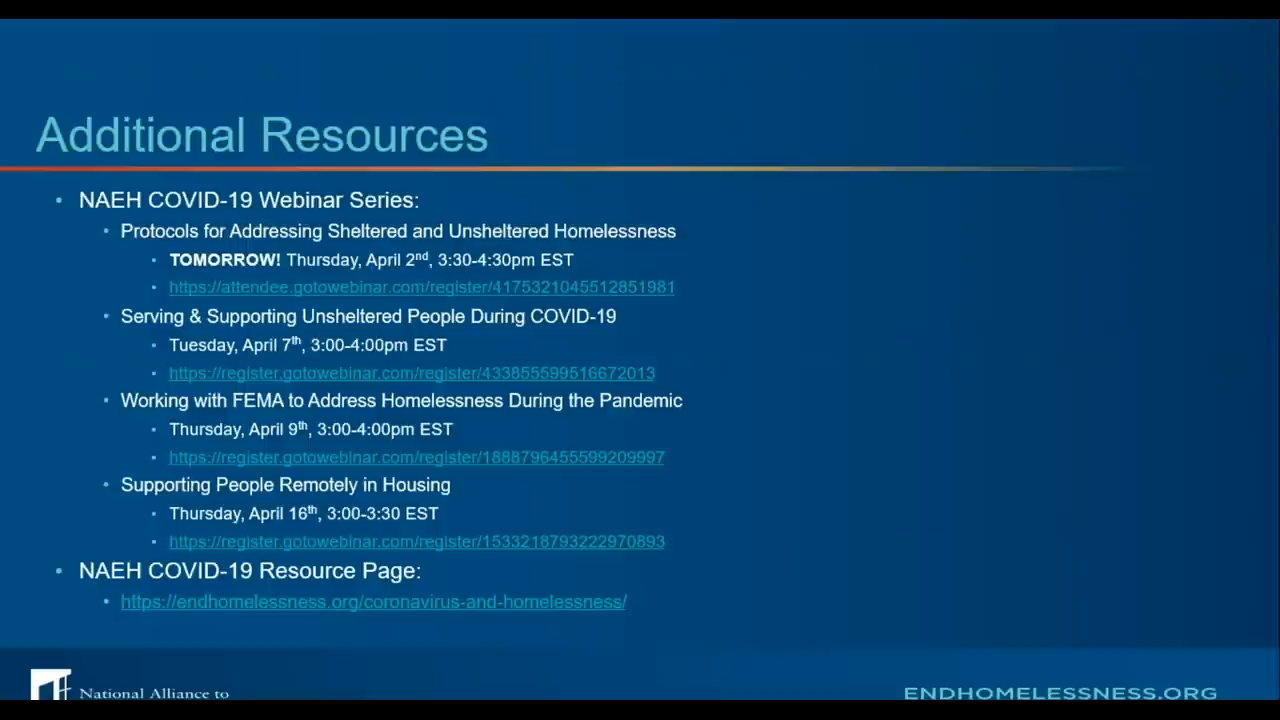 Additional Resources
• NAEH COVID-19 Webinar Series:
• Protocols for Addressing Sheltered and Unsheltered Homelessness
• TOMORROW! Thursday, April 2nd, 3:30-4:30pm EST
• https://attendee.gotowebinar.com/register/4175321045512851981
• Serving & Supporting Unsheltered People During COVID-19
• Tuesday, April 7th, 3:00-4:00pm EST
• https://register.gotowebinar.com/register/433855599516672013
• Working with FEMA to Address Homelessness During the Pandemic
• Thursday, April 9th, 3:00-4:00pm EST
• https://register.gotowebinar.com/register/1888796455599209997
• Supporting People Remotely in Housing
• Thursday, April 16th, 3:00-3:30 EST
• https://register.gotowebinar.com/register/1533218793222970893
• NAEH COVID-19 Resource Page:
• https://endhomelessness.org/coronavirus-and-homelessness/
National Alliance to
ENDHOMELESSNESS.ORG